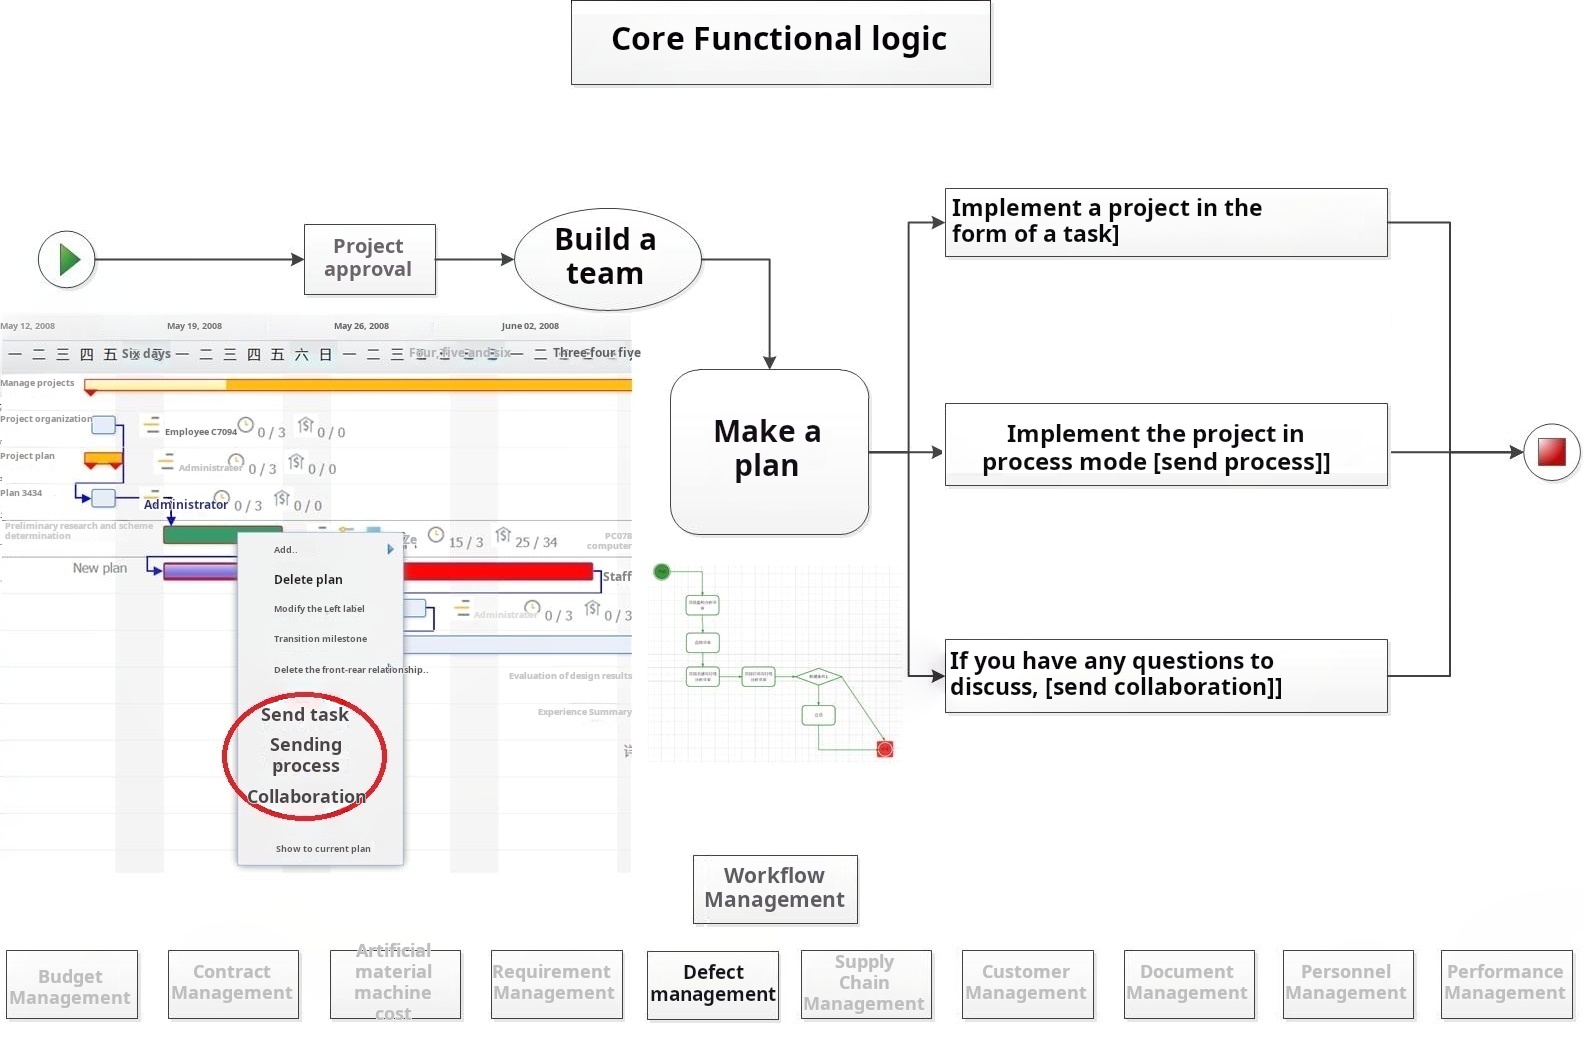 Core Functional logic
Project
approval
Build a
team
Make a
plan
Implement a project in the
form of a task]
Implement the project in
process mode [send process]]
If you have any questions to
discuss, [send collaboration]]
May 12, 2008
May 19, 2008
May 26, 2008
June 02, 2008
一 二 三 四 五 Six days 一 二 三 四 五 六 日 一 二 三 Four, five and six 一 二 Three four five
Manage projects
Project organization
Employee C7094 0 / 3 0 / 0
Project plan
Administrator 0 / 3 0 / 0
Plan 3434
Administrator 0 / 3 0 / 0
Preliminary research and scheme
determination
15 / 3 25 / 34
PC078
computer
New plan
Staff
Administrator 0 / 3 0 / 3
Evaluation of design results
Experience Summary
Add..
Delete plan
Modify the Left label
Transition milestone
Delete the front-rear relationship..
Send task
Sending
process
Collaboration
Show to current plan
Workflow
Management
Budget
Management
Contract
Management
Artificial
material
machine
cost
Requirement
Management
Defect
management
Supply
Chain
Management
Customer
Management
Document
Management
Personnel
Management
Performance
Management